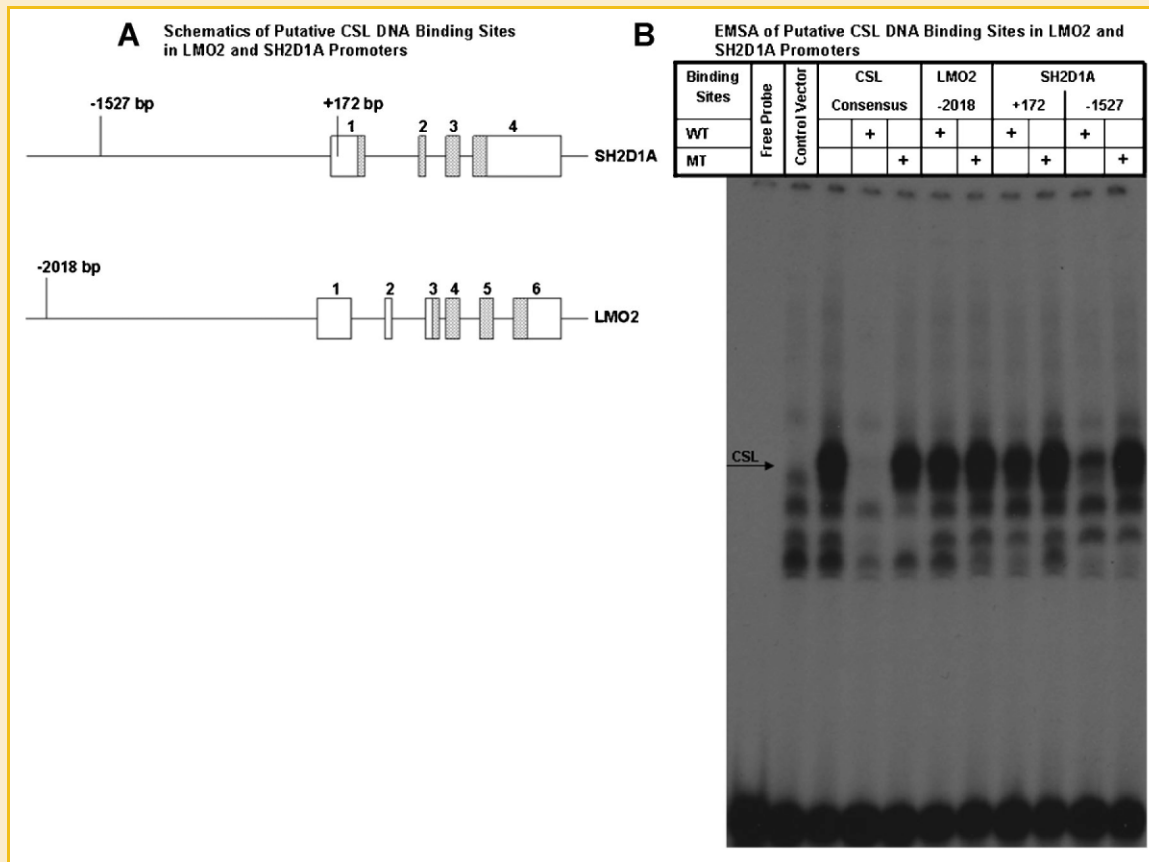 A Schematics of Putative CSL DNA Binding Sites
in LMO2 and SH2D1A Promoters
-1527 bp
+172 bp
1 2 3 4
SH2D1A
-2018 bp
1 2 3 4 5 6
LMO2
B EMSA of Putative CSL DNA Binding Sites in LMO2 and
SH2D1A Promoters
Binding
Sites
Free Probe
Control Vector
CSL LMO2 SH2D1A
Consensus -2018 +172 -1527
WT + + + +
MT + + + +
CSL